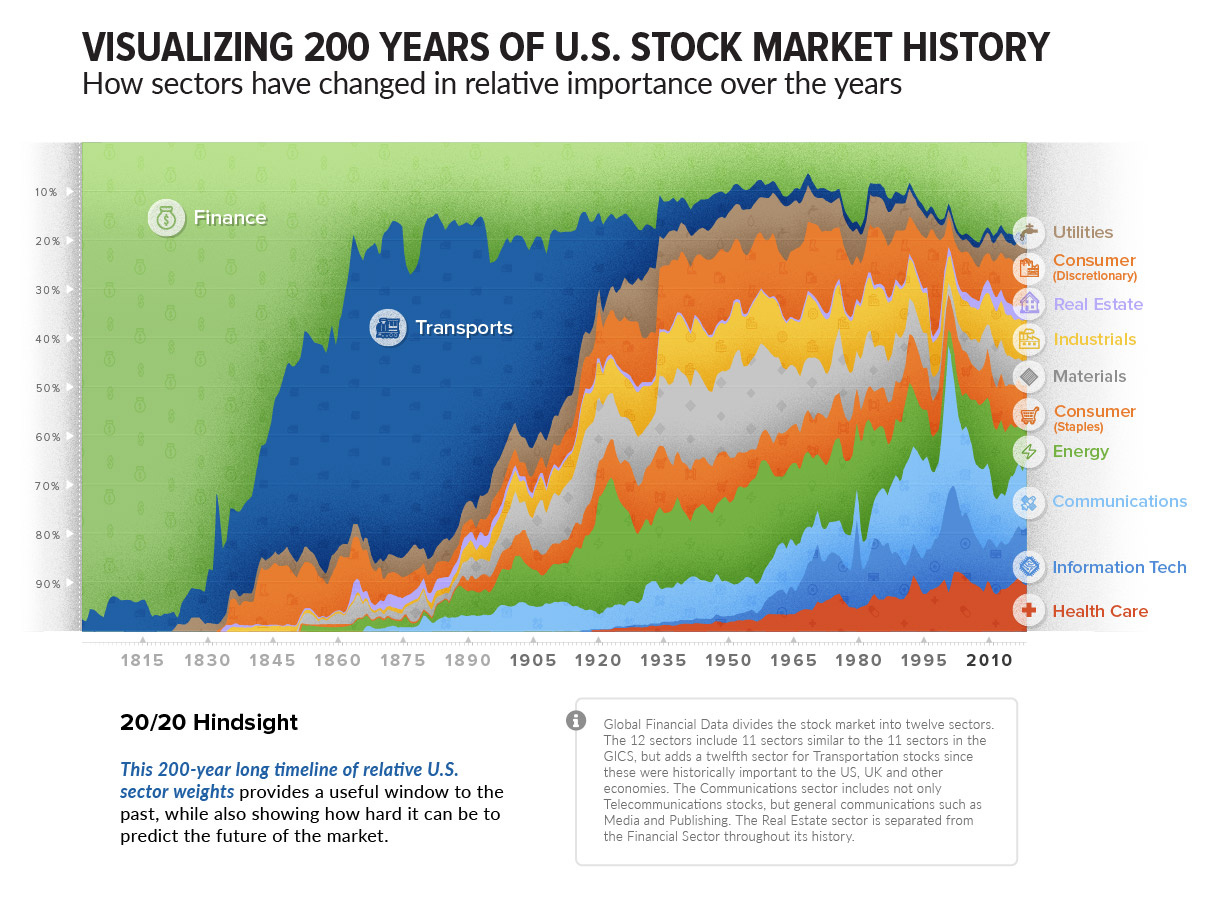 VISUALIZING 200 YEARS OF U.S. STOCK MARKET HISTORY
How sectors have changed in relative importance over the years
10%
20%
30%
40%
50%
60%
70%
80%
90%
Finance
Transports
Utilities
Consumer
(Discretionary)
Real Estate
Industrials
Materials
Consumer
(Staples)
Energy
Communications
Information Tech
Health Care
1815 1830 1845 1860 1875 1890 1905 1920 1935 1950 1965 1980 1995 2010
20/20 Hindsight
This 200-year long timeline of relative U.S.
sector weights provides a useful window to the
past, while also showing how hard it can be to
predict the future of the market.
Global Financial Data divides the stock market into twelve sectors.
The 12 sectors include 11 sectors similar to the 11 sectors in the
GICS, but adds a twelfth sector for Transportation stocks since
these were historically important to the US, UK and other
economies. The Communications sector includes not only
Telecommunications stocks, but general communications such as
Media and Publishing. The Real Estate sector is separated from
the Financial Sector throughout its history.